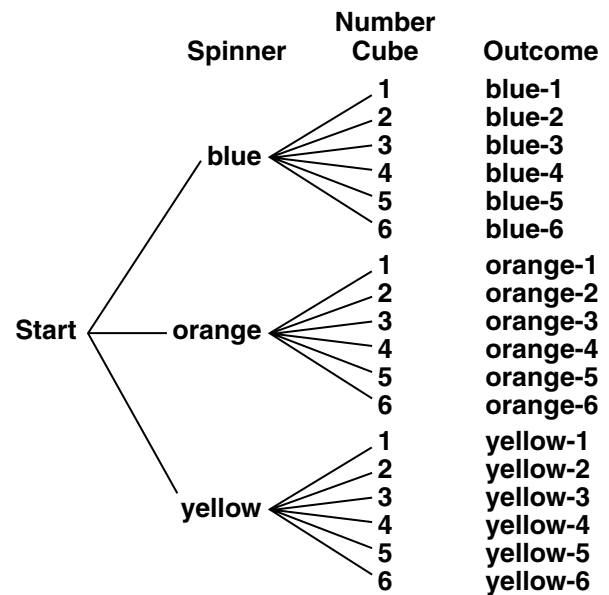 Spinner Number Cube Outcome
1 blue-1
2 blue-2
3 blue-3
blue
4 blue-4
5 blue-5
6 blue-6
1 orange-1
2 orange-2
3 orange-3
Start orange
4 orange-4
5 orange-5
6 orange-6
1 yellow-1
2 yellow-2
3 yellow-3
yellow
4 yellow-4
5 yellow-5
6 yellow-6